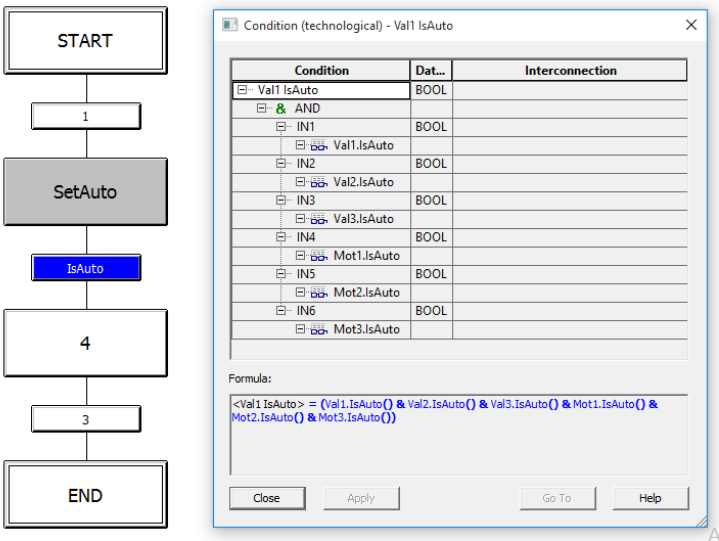 START
1
SetAuto
IsAuto
4
3
END
Condition (technological) - Val1 IsAuto
Condition Dat... Interconnection
Val1 IsAuto BOOL
& AND
IN1 BOOL
Val1.IsAuto
IN2 BOOL
Val2.IsAuto
IN3 BOOL
Val3.IsAuto
IN4 BOOL
Mot1.IsAuto
IN5 BOOL
Mot2.IsAuto
IN6 BOOL
Mot3.IsAuto
Formula:
<Val1 IsAuto> = (Val1.IsAuto() & Val2.IsAuto() & Val3.IsAuto() & Mot1.IsAuto() &
Mot2.IsAuto() & Mot3.IsAuto())
Close Apply Go To Help
A